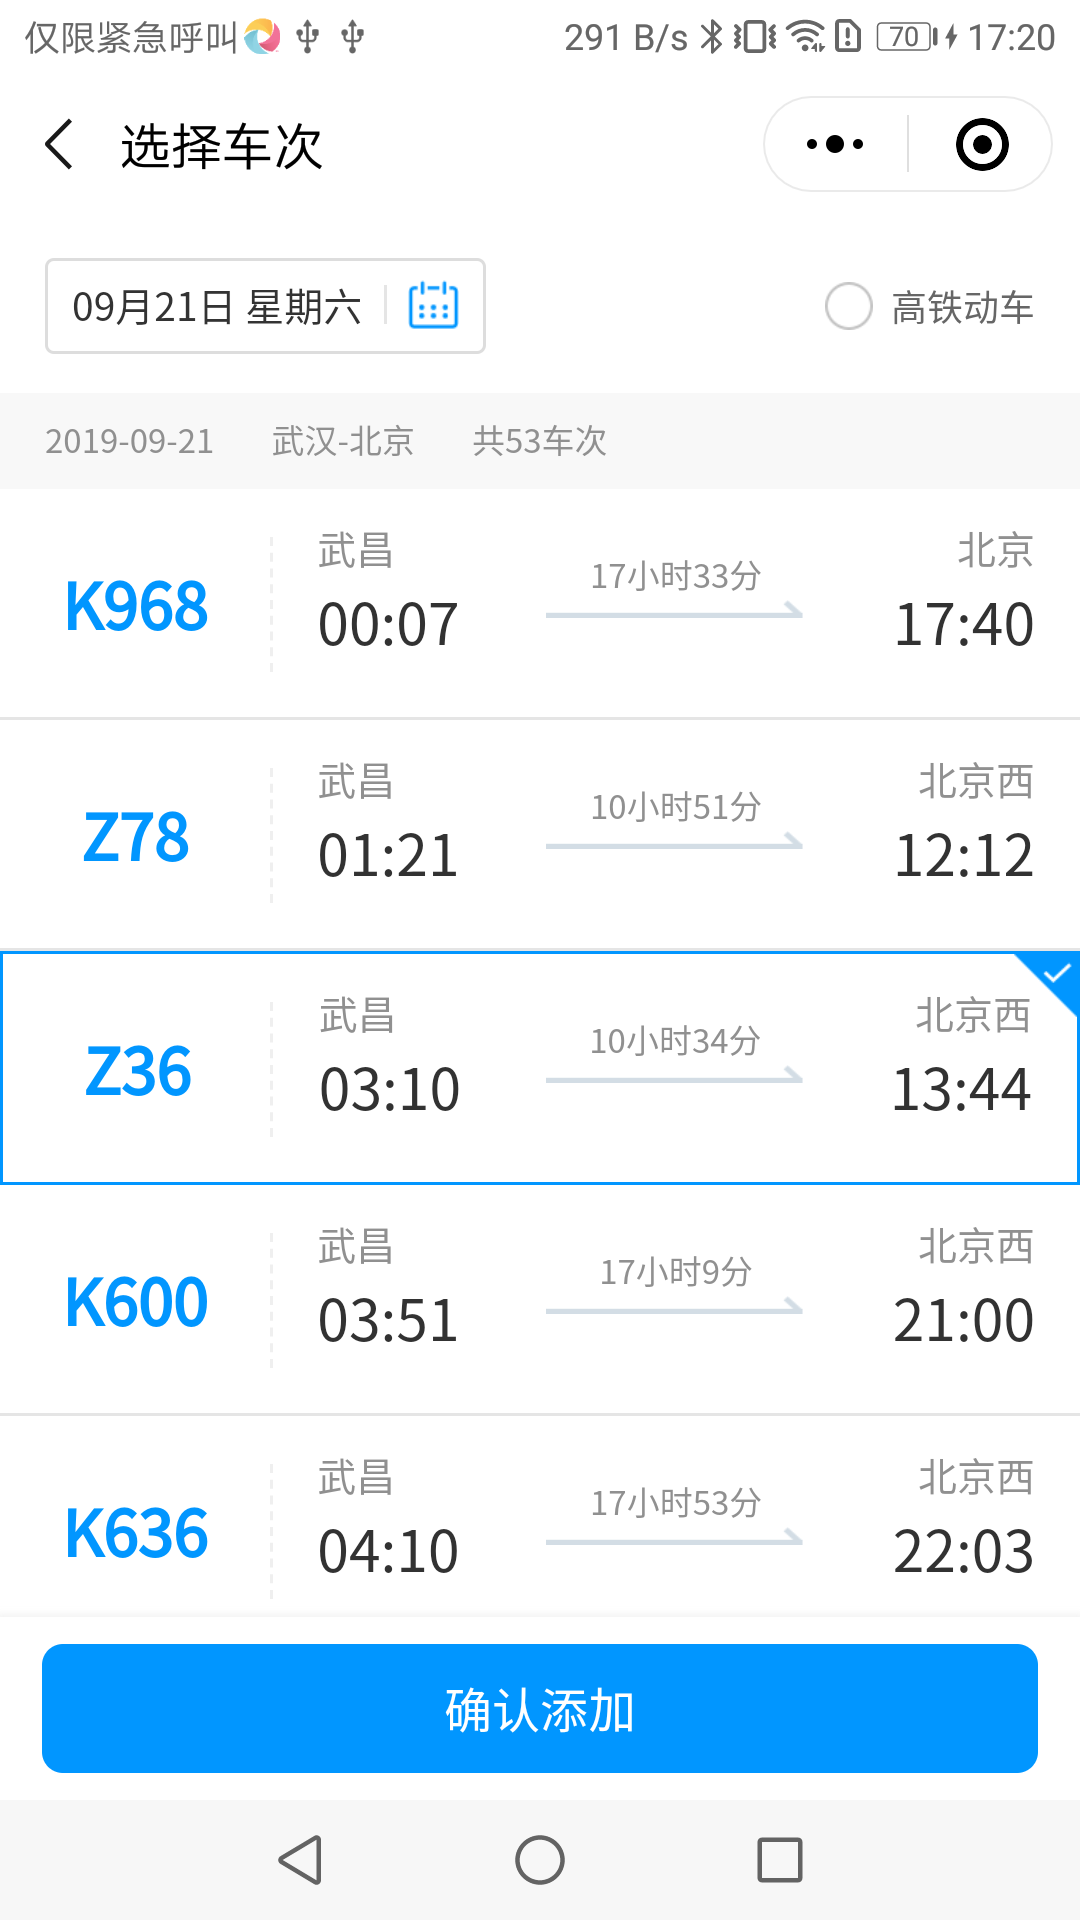 仅限紧急呼叫 291 B/s 70 17:20
选择车次
09月21日 星期六 高铁动车
2019-09-21 武汉-北京 共53车次
武昌 17小时33分 北京
K968 00:07 17:40
武昌 10小时51分 北京西
Z78 01:21 12:12
武昌 10小时34分 北京西
Z36 03:10 13:44
武昌 17小时9分 北京西
K600 03:51 21:00
武昌 17小时53分 北京西
K636 04:10 22:03
确认添加